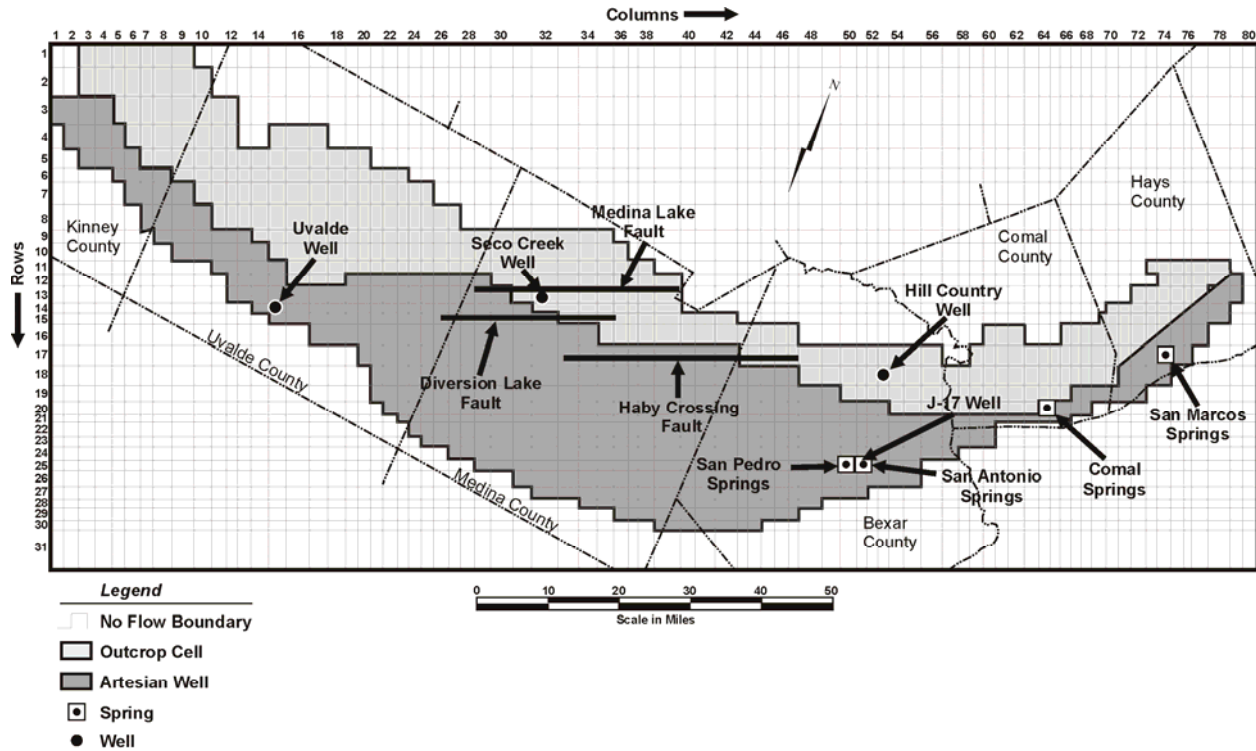 Columns
1 2 3 4 5 6 7 8 9 10 12 14 16 18 20 22 24 26 28 30 32 34 36 38 40 42 44 46 48 50 52 54 56 58 60 62 64 66 68 70 72 74 76 78 80
Rows
1
2
3
4
5
6
7
8
9
10
11
12
13
14
15
17
18
19
20
21
22
23
24
25
26
27
28
29
30
31
N
Kinney
County
Uvalde
Well
Seco Creek
Well
Medina Lake
Fault
Hays
County
Comal
County
Hill Country
Well
Uvalde County
Diversion Lake
Fault
Haby Crossing
Fault
J-17 Well
San Marcos
Springs
Medina County
San Pedro
Springs
San Antonio
Springs
Comal
Springs
Bexar
County
Legend
No Flow Boundary
Outcrop Cell
Artesian Well
Spring
Well
0 10 20 30 40 50
Scale in Miles